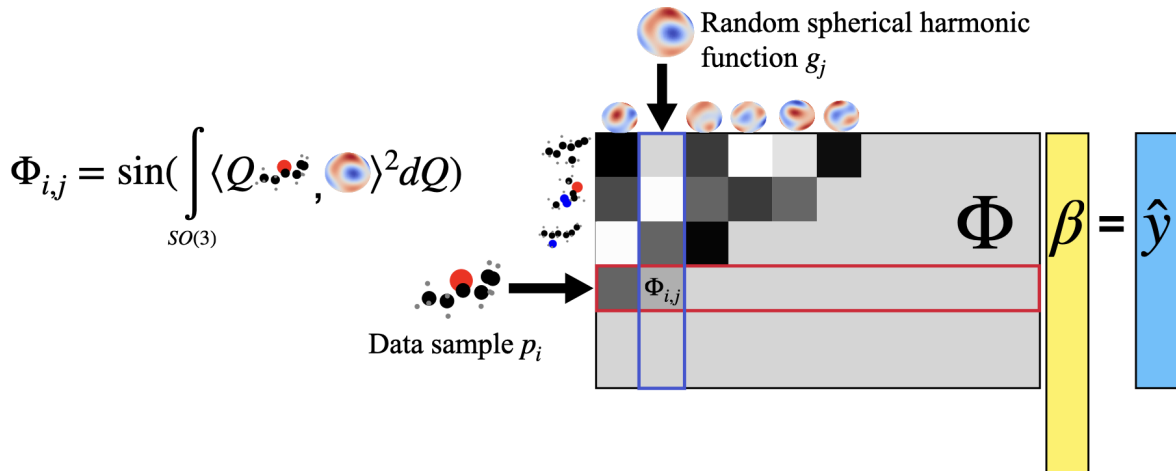 Random spherical harmonic
function g_j
Φ_{i,j} = sin( ∫_{SO(3)} ⟨Q , ⟩² dQ)
Φ β = ŷ
Φ_{i,j}
Data sample p_i